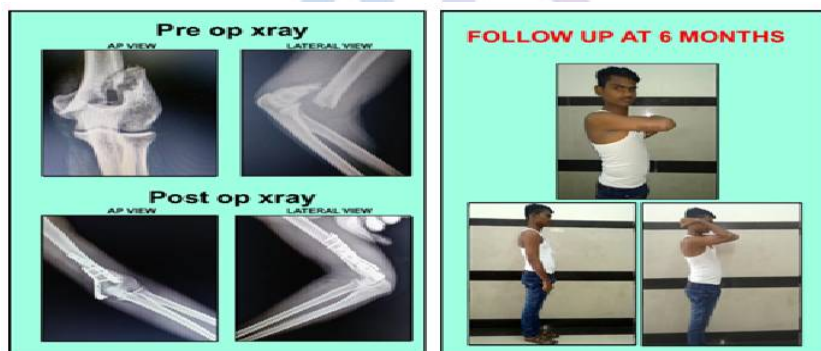 Pre op xray
AP VIEW LATERAL VIEW
Post op xray
AP VIEW LATERAL VIEW
FOLLOW UP AT 6 MONTHS